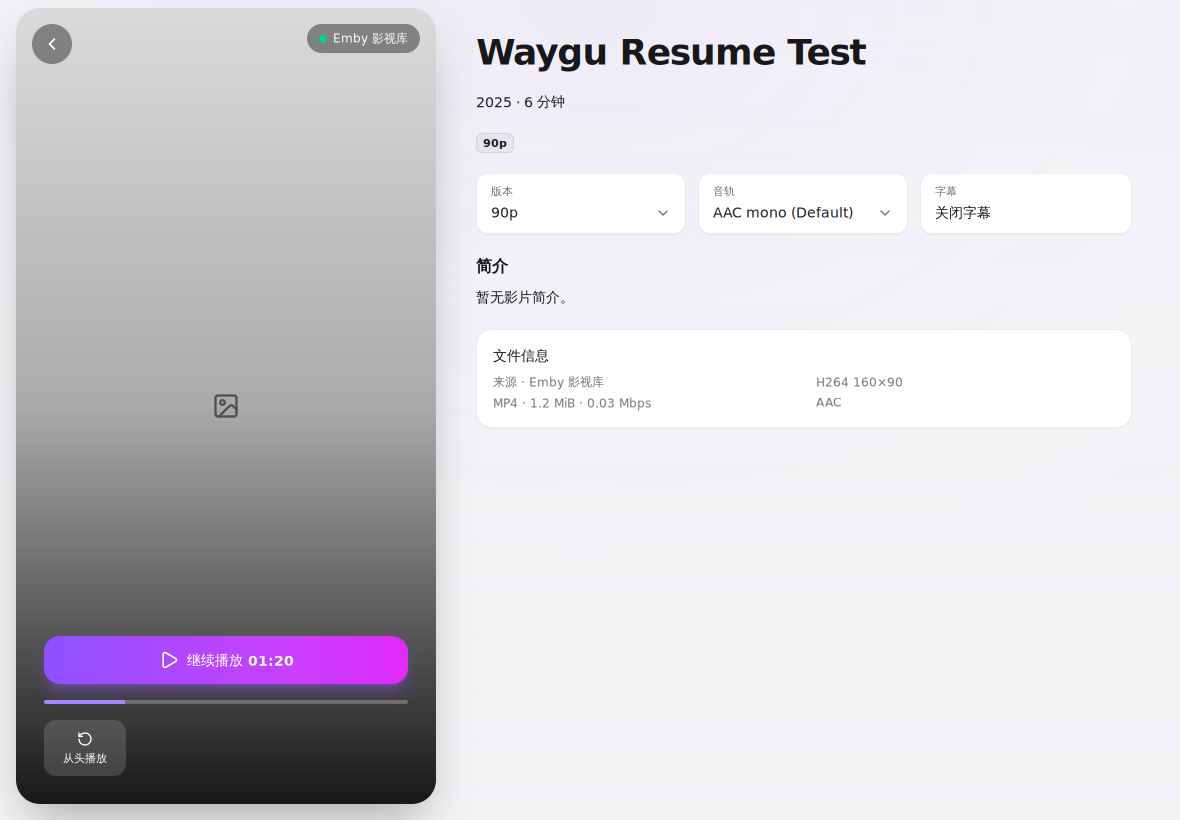 Emby 影视库
继续播放 01:20
从头播放
Waygu Resume Test
2025 · 6 分钟
90p
版本
90p
音轨
AAC mono (Default)
字幕
关闭字幕
简介
暂无影片简介。
文件信息
来源 · Emby 影视库
H264 160×90
MP4 · 1.2 MiB · 0.03 Mbps
AAC